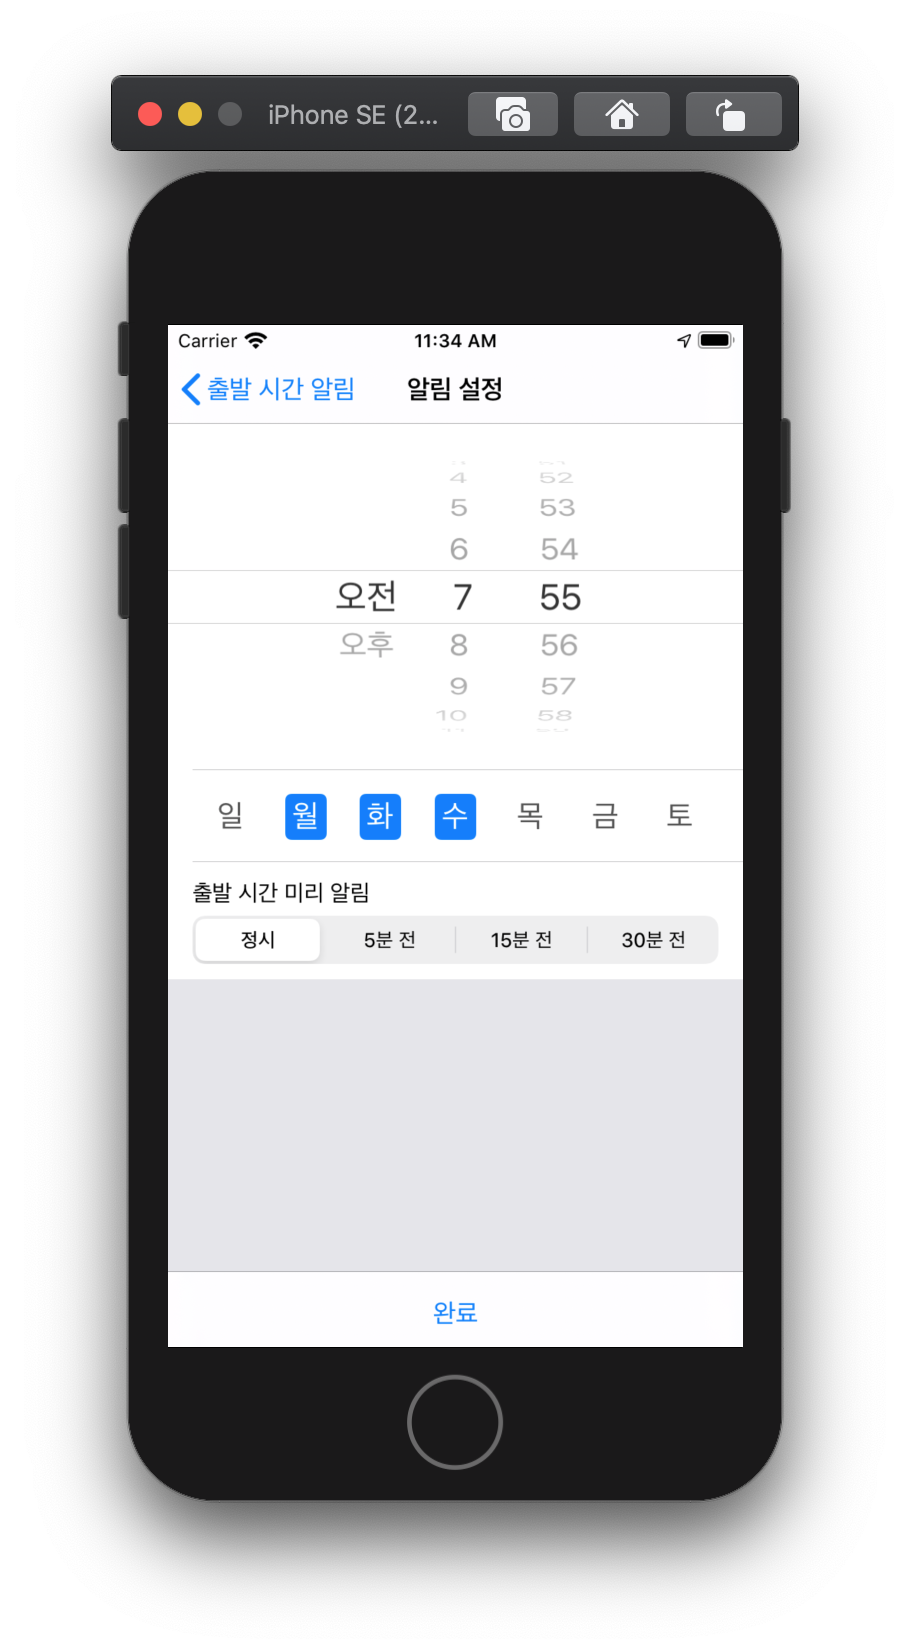 iPhone SE (2...
Carrier 11:34 AM
출발 시간 알림 알림 설정
4 52
5 53
6 54
오전 7 55
오후 8 56
9 57
10 58
일 월 화 수 목 금 토
출발 시간 미리 알림
정시 5분 전 15분 전 30분 전
완료